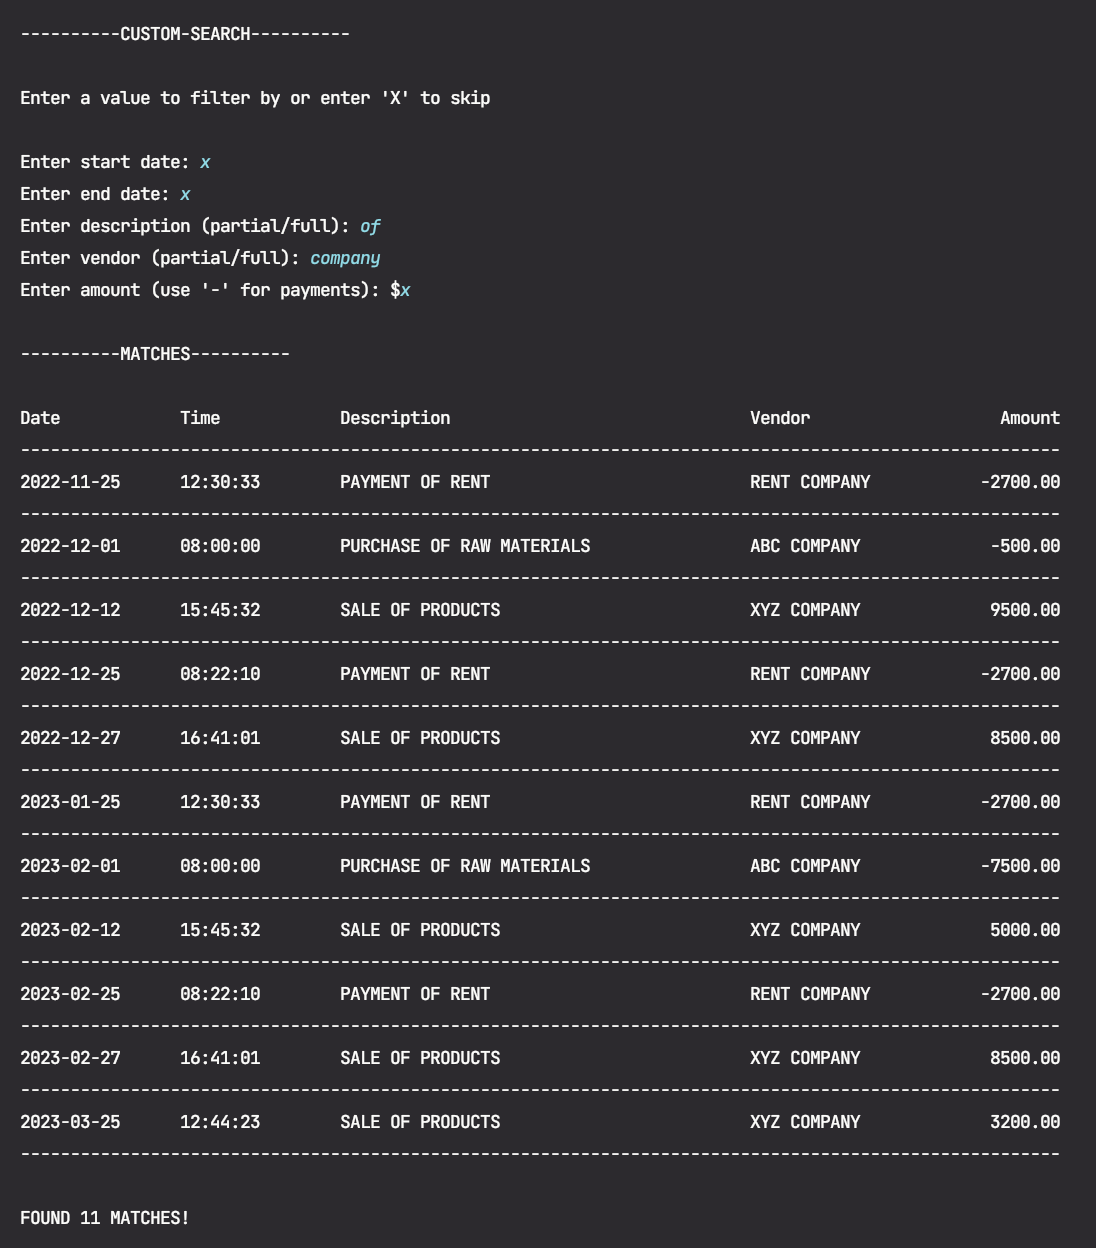 ----------CUSTOM-SEARCH----------
Enter a value to filter by or enter 'X' to skip
Enter start date: x
Enter end date: x
Enter description (partial/full): of
Enter vendor (partial/full): company
Enter amount (use '-' for payments): $x
----------MATCHES----------
Date Time Description Vendor Amount
--------------------------------------------------------------------------------------------------------
2022-11-25 12:30:33 PAYMENT OF RENT RENT COMPANY -2700.00
--------------------------------------------------------------------------------------------------------
2022-12-01 08:00:00 PURCHASE OF RAW MATERIALS ABC COMPANY -500.00
--------------------------------------------------------------------------------------------------------
2022-12-12 15:45:32 SALE OF PRODUCTS XYZ COMPANY 9500.00
--------------------------------------------------------------------------------------------------------
2022-12-25 08:22:10 PAYMENT OF RENT RENT COMPANY -2700.00
--------------------------------------------------------------------------------------------------------
2022-12-27 16:41:01 SALE OF PRODUCTS XYZ COMPANY 8500.00
--------------------------------------------------------------------------------------------------------
2023-01-25 12:30:33 PAYMENT OF RENT RENT COMPANY -2700.00
--------------------------------------------------------------------------------------------------------
2023-02-01 08:00:00 PURCHASE OF RAW MATERIALS ABC COMPANY -7500.00
--------------------------------------------------------------------------------------------------------
2023-02-12 15:45:32 SALE OF PRODUCTS XYZ COMPANY 5000.00
--------------------------------------------------------------------------------------------------------
2023-02-25 08:22:10 PAYMENT OF RENT RENT COMPANY -2700.00
--------------------------------------------------------------------------------------------------------
2023-02-27 16:41:01 SALE OF PRODUCTS XYZ COMPANY 8500.00
--------------------------------------------------------------------------------------------------------
2023-03-25 12:44:23 SALE OF PRODUCTS XYZ COMPANY 3200.00
--------------------------------------------------------------------------------------------------------
FOUND 11 MATCHES!